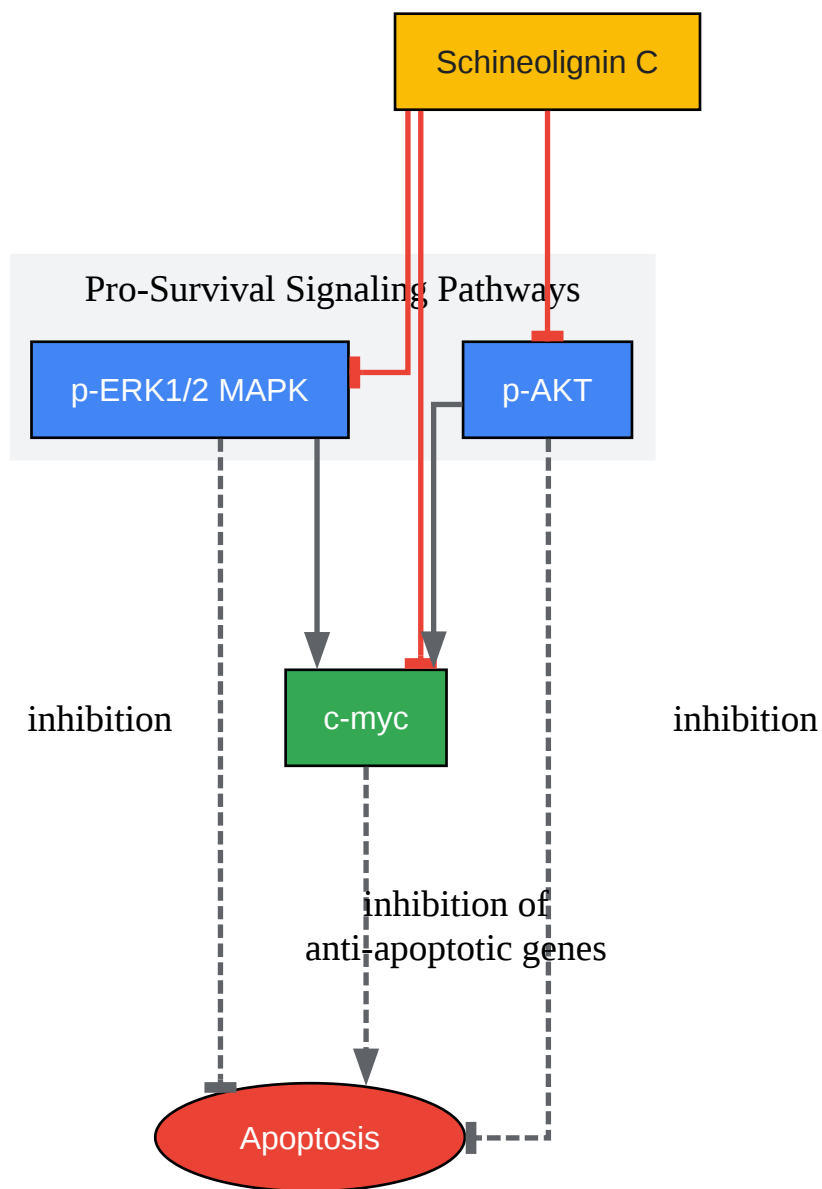 Schineolignin C
Pro-Survival Signaling Pathways
p-ERK1/2 MAPK
p-AKT
inhibition
c-myc
inhibition
inhibition of
anti-apoptotic genes
Apoptosis